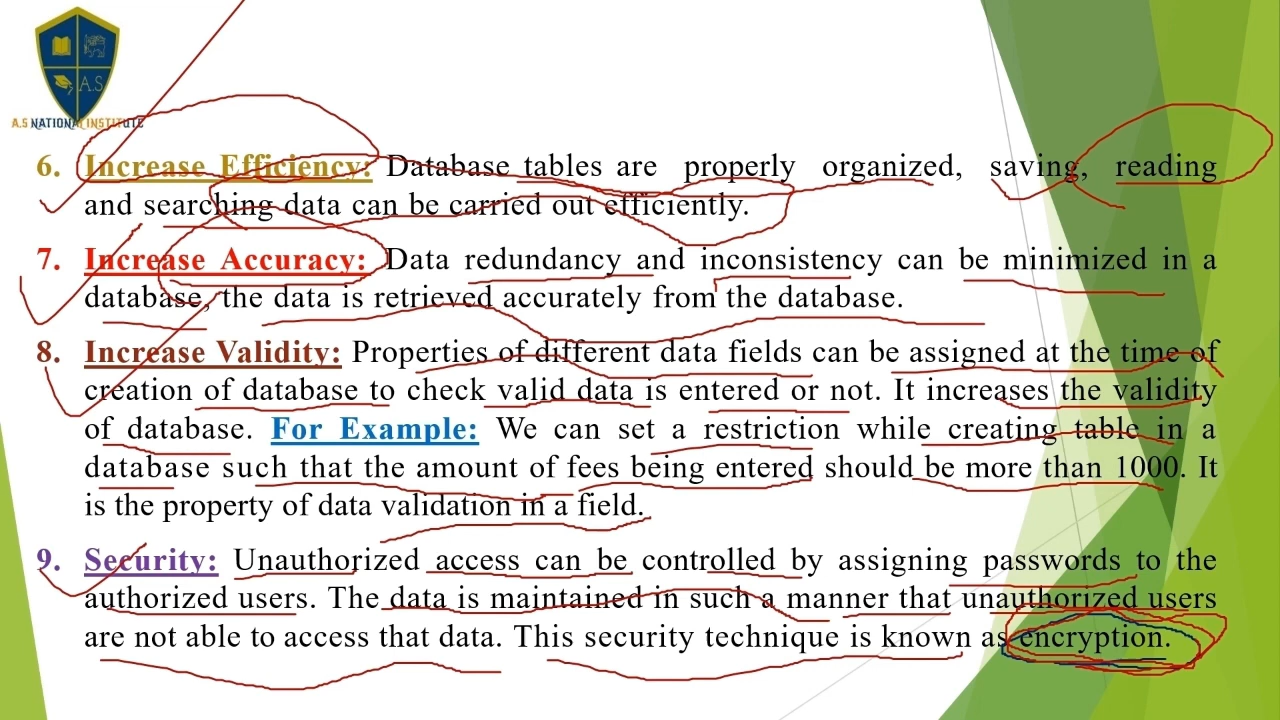 A.S
A.S NATIONAL INSTITUTE
6. Increase Efficiency: Database tables are properly organized, saving, reading
and searching data can be carried out efficiently.
7. Increase Accuracy: Data redundancy and inconsistency can be minimized in a
database, the data is retrieved accurately from the database.
8. Increase Validity: Properties of different data fields can be assigned at the time of
creation of database to check valid data is entered or not. It increases the validity
of database. For Example: We can set a restriction while creating table in a
database such that the amount of fees being entered should be more than 1000. It
is the property of data validation in a field.
9. Security: Unauthorized access can be controlled by assigning passwords to the
authorized users. The data is maintained in such a manner that unauthorized users
are not able to access that data. This security technique is known as encryption.